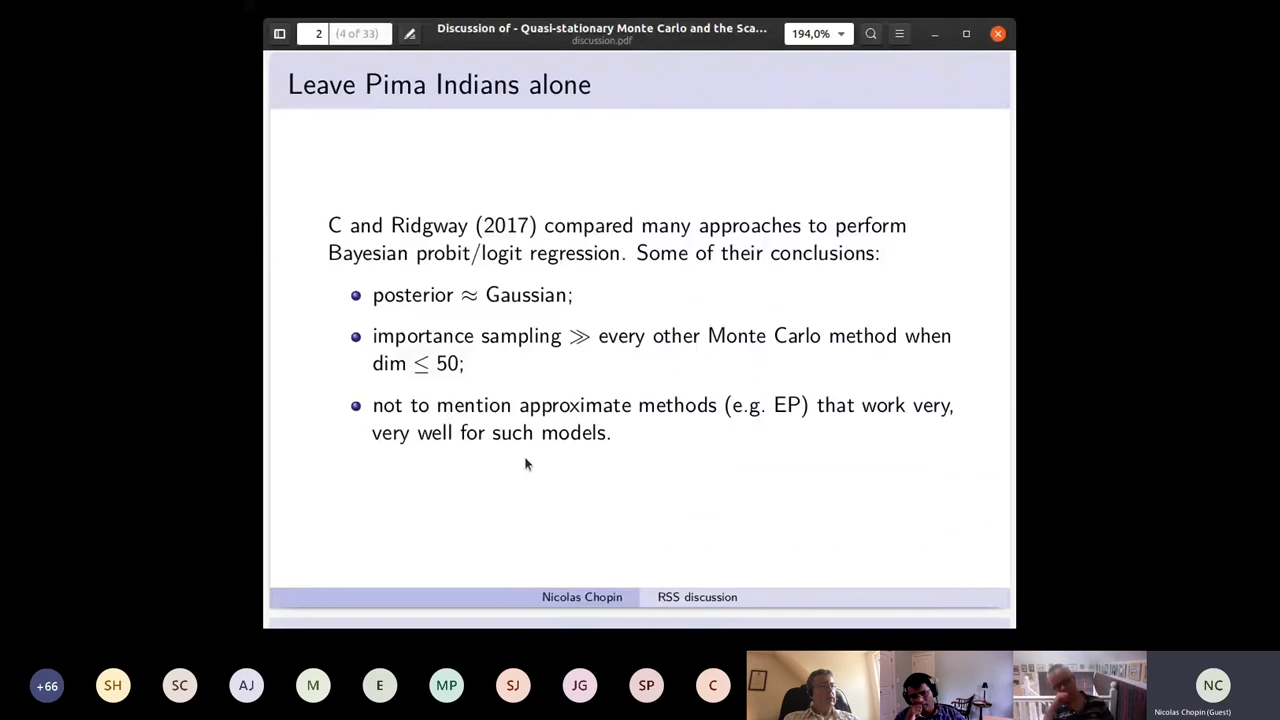 2
(4 of 33)
Discussion of - Quasi-stationary Monte Carlo and the Sca...
discussion.pdf
194,0%
Leave Pima Indians alone
C and Ridgway (2017) compared many approaches to perform
Bayesian probit/logit regression. Some of their conclusions:
posterior ≈ Gaussian;
importance sampling ≫ every other Monte Carlo method when
dim ≤ 50;
not to mention approximate methods (e.g. EP) that work very,
very well for such models.
Nicolas Chopin
RSS discussion
+66
SH
SC
AJ
M
E
MP
SJ
JG
SP
C
NC
Nicolas Chopin (Guest)